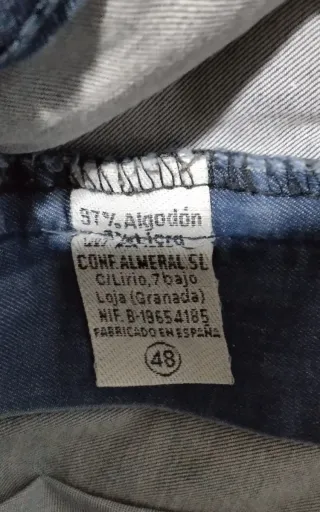 97% Algodón
CONF.ALMERAL.SL
C/Lirio,7 bajo
Loja (Granada)
NIF. B-19654185
FABRICADO EN ESPAÑA
48